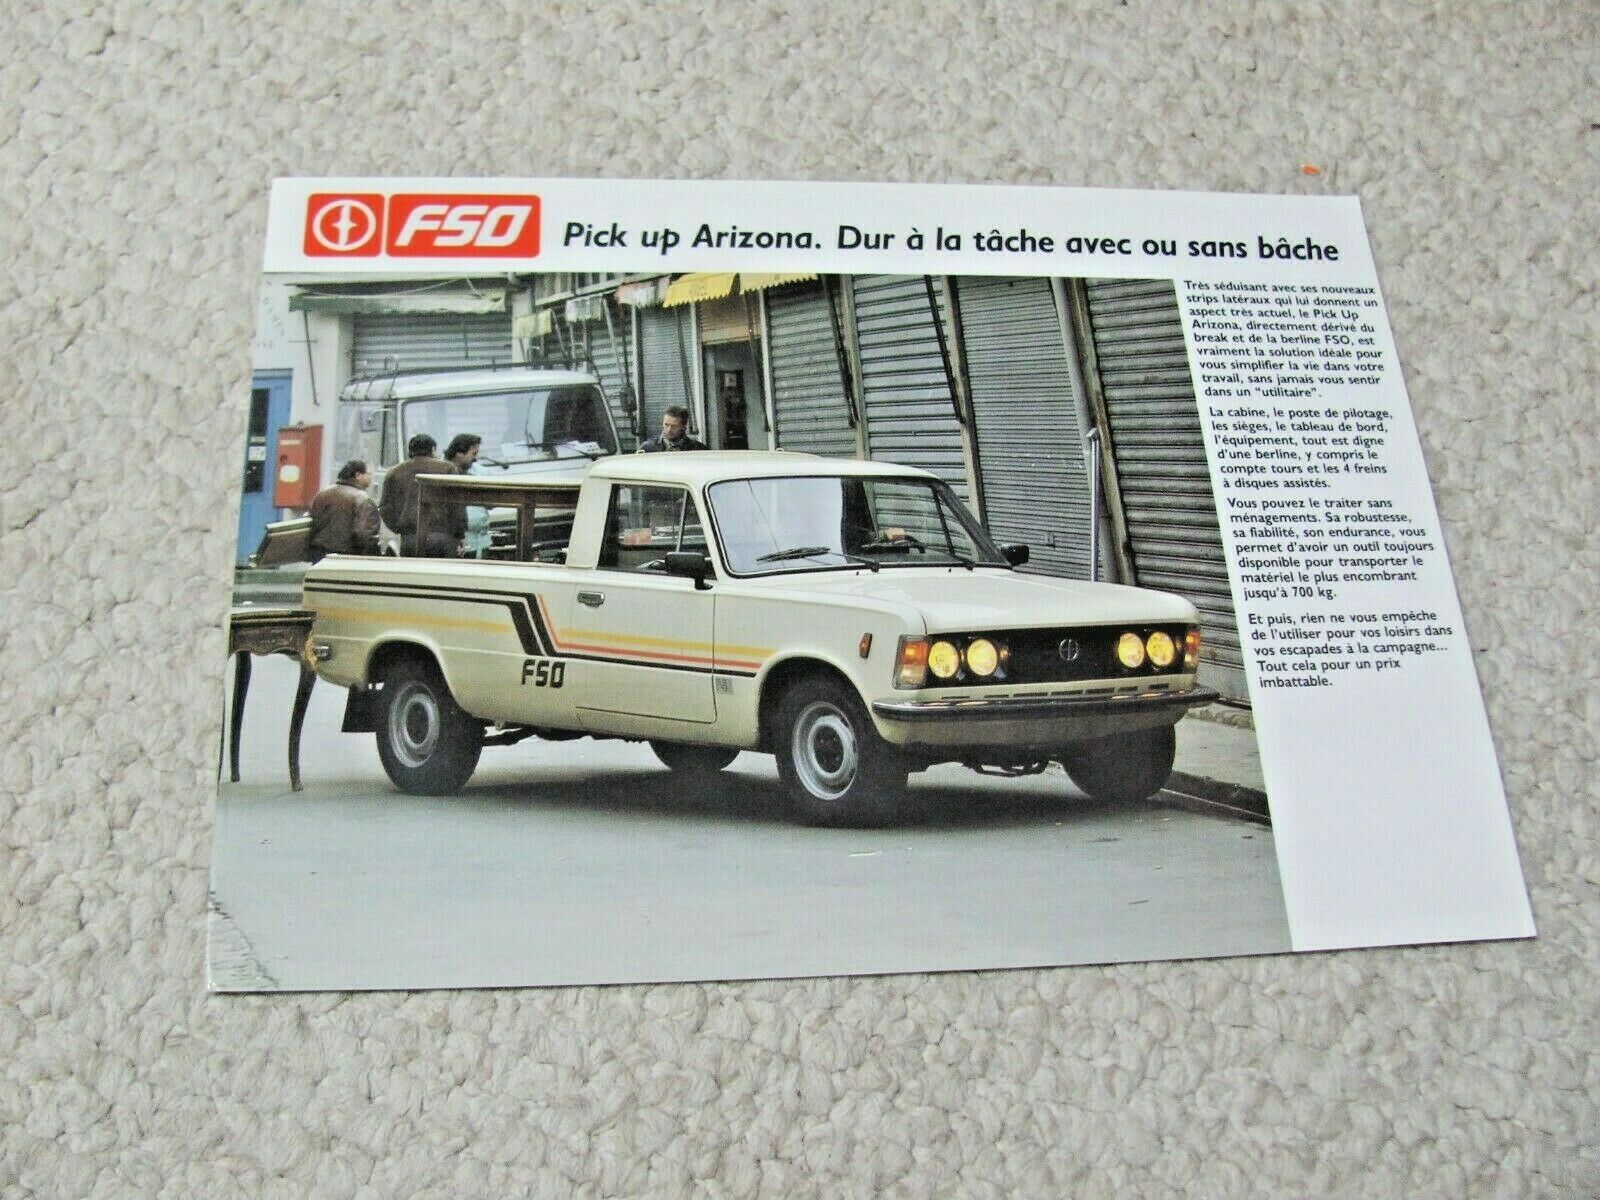 FSO
Pick up Arizona. Dur à la tâche avec ou sans bâche
Très séduisant avec ses nouveaux
strips latéraux qui lui donnent un
aspect très actuel, le Pick Up
Arizona, directement dérivé du
break et de la berline FSO, est
vraiment la solution idéale pour
vous simplifier la vie dans votre
travail, sans jamais vous sentir
dans un "utilitaire".
La cabine, le poste de pilotage,
les sièges, le tableau de bord,
l'équipement, tout est digne
d'une berline, y compris le
compte tours et les 4 freins
à disques assistés.
Vous pouvez le traiter sans
ménagements. Sa robustesse,
sa fiabilité, son endurance, vous
permet d'avoir un outil toujours
disponible pour transporter le
matériel le plus encombrant
jusqu'à 700 kg.
Et puis, rien ne vous empêche
de l'utiliser pour vos loisirs dans
vos escapades à la campagne...
Tout cela pour un prix
imbattable.
FSO